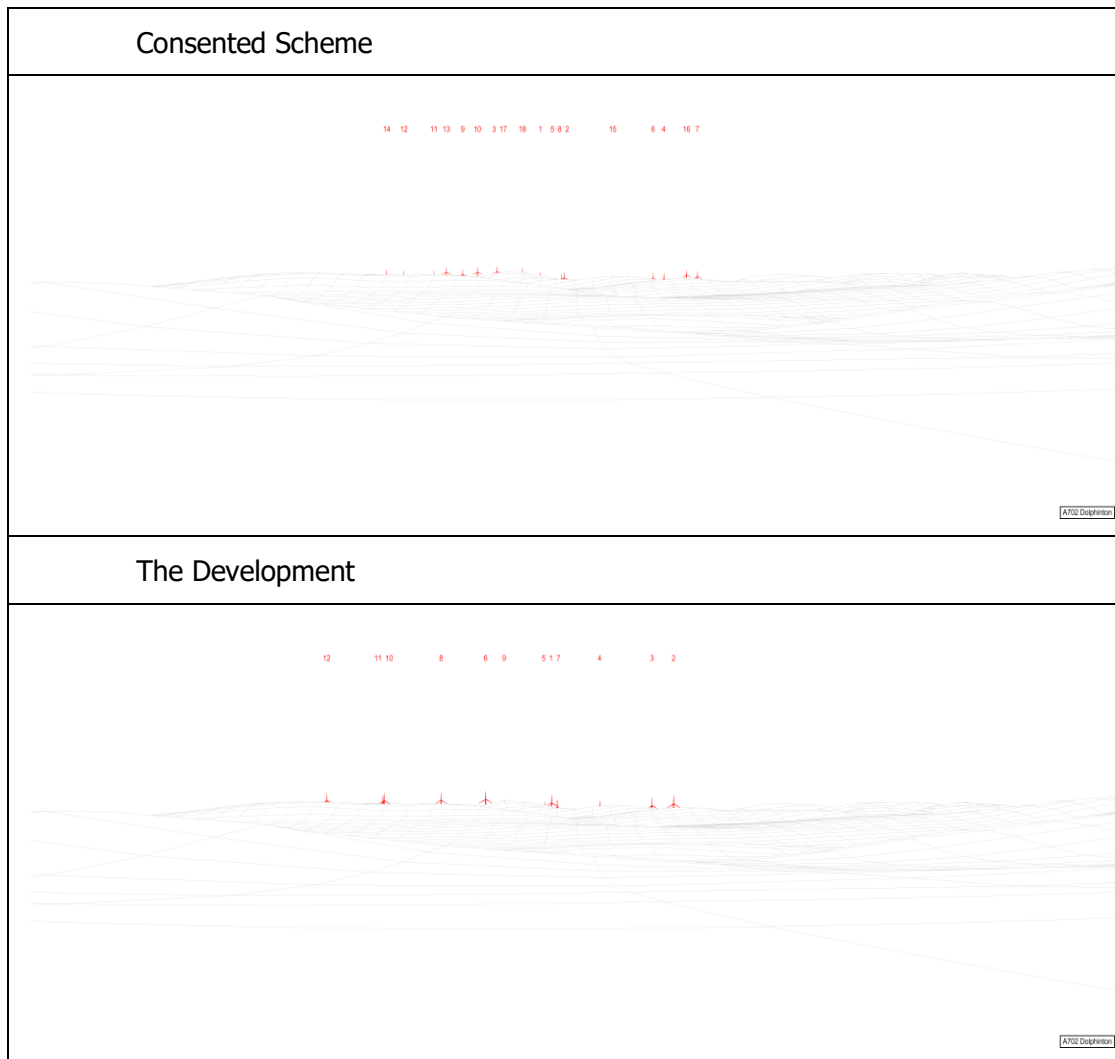 Consented Scheme
14 12 11 13 9 10 3 17 18 1 5 8 2 15 6 4 16 7
A702 Dolphinton
The Development
12 11 10 8 6 9 5 1 7 4 3 2
A702 Dolphinton